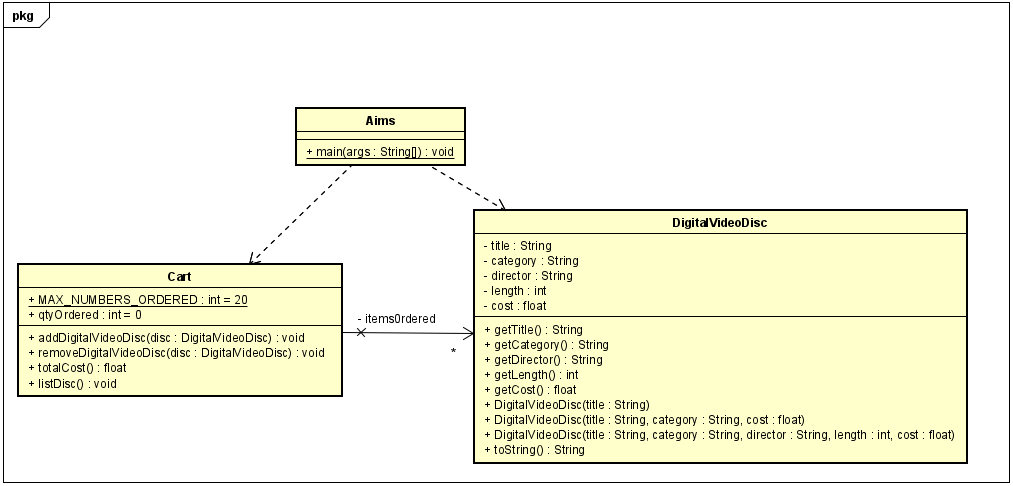 pkg
Aims
+ main(args : String[]) : void
Cart
+ MAX_NUMBERS_ORDERED : int = 20
+ qtyOrdered : int = 0
+ addDigitalVideoDisc(disc : DigitalVideoDisc) : void
+ removeDigitalVideoDisc(disc : DigitalVideoDisc) : void
+ totalCost() : float
+ listDisc() : void
- items0rdered
*
DigitalVideoDisc
- title : String
- category : String
- director : String
- length : int
- cost : float
+ getTitle() : String
+ getCategory() : String
+ getDirector() : String
+ getLength() : int
+ getCost() : float
+ DigitalVideoDisc(title : String)
+ DigitalVideoDisc(title : String, category : String, cost : float)
+ DigitalVideoDisc(title : String, category : String, director : String, length : int, cost : float)
+ toString() : String